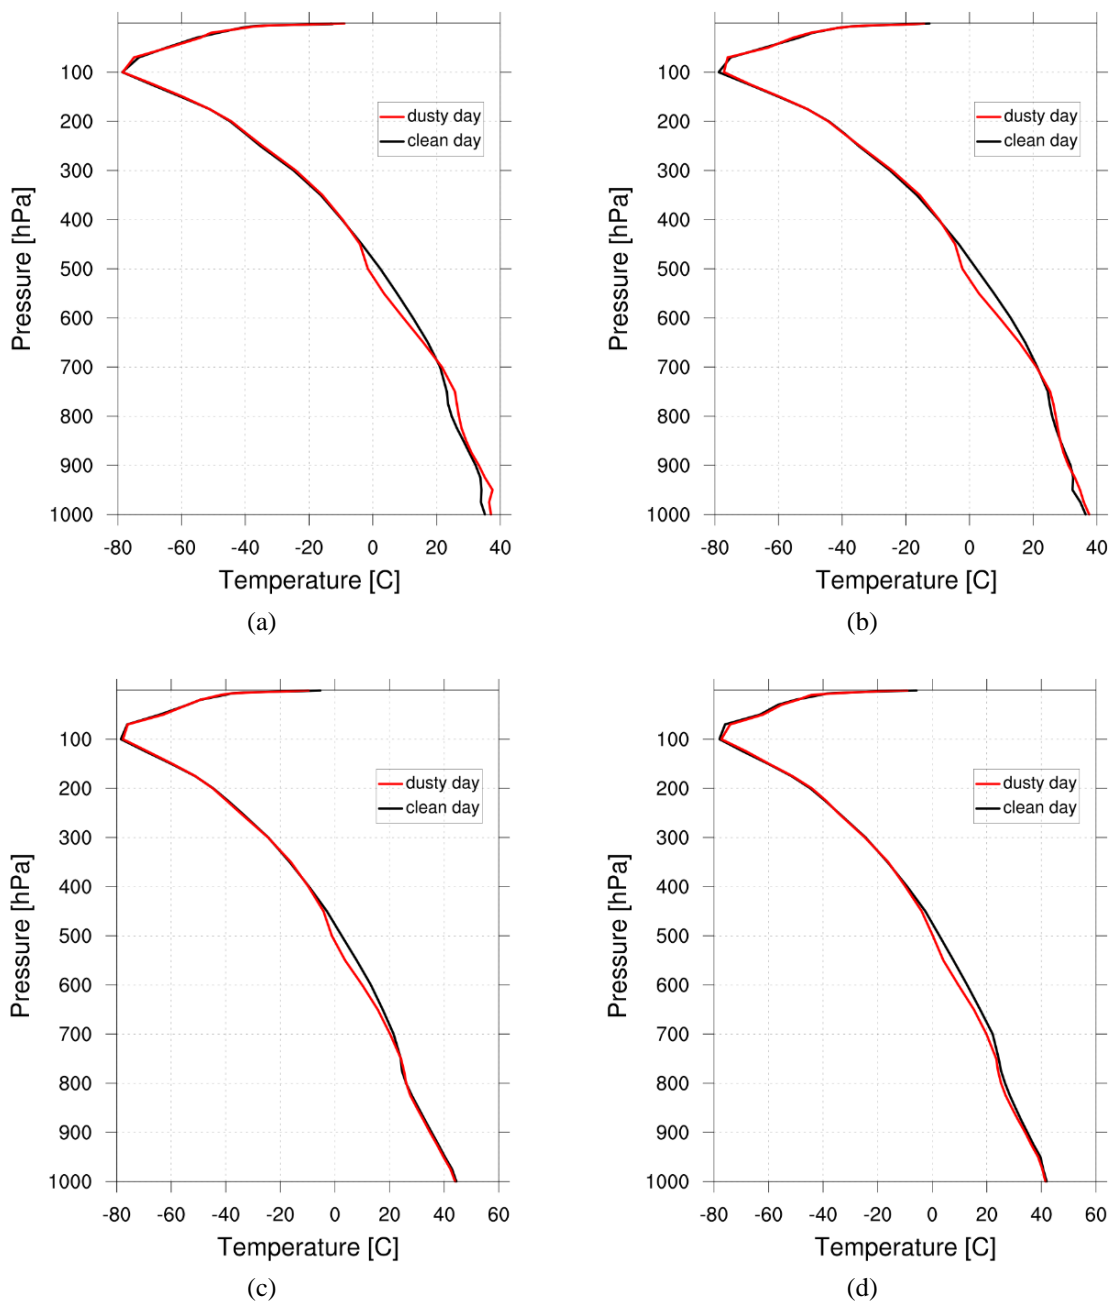 100
200
300
400
500
600
700
800
900
1000
Pressure [hPa]
dusty day
clean day
-80 -60 -40 -20 0 20 40
Temperature [C]
(a)
100
200
300
400
500
600
700
800
900
1000
Pressure [hPa]
dusty day
clean day
-80 -60 -40 -20 0 20 40
Temperature [C]
(b)
100
200
300
400
500
600
700
800
900
1000
Pressure [hPa]
dusty day
clean day
-80 -60 -40 -20 0 20 40 60
Temperature [C]
(c)
100
200
300
400
500
600
700
800
900
1000
Pressure [hPa]
dusty day
clean day
-80 -60 -40 -20 0 20 40 60
Temperature [C]
(d)